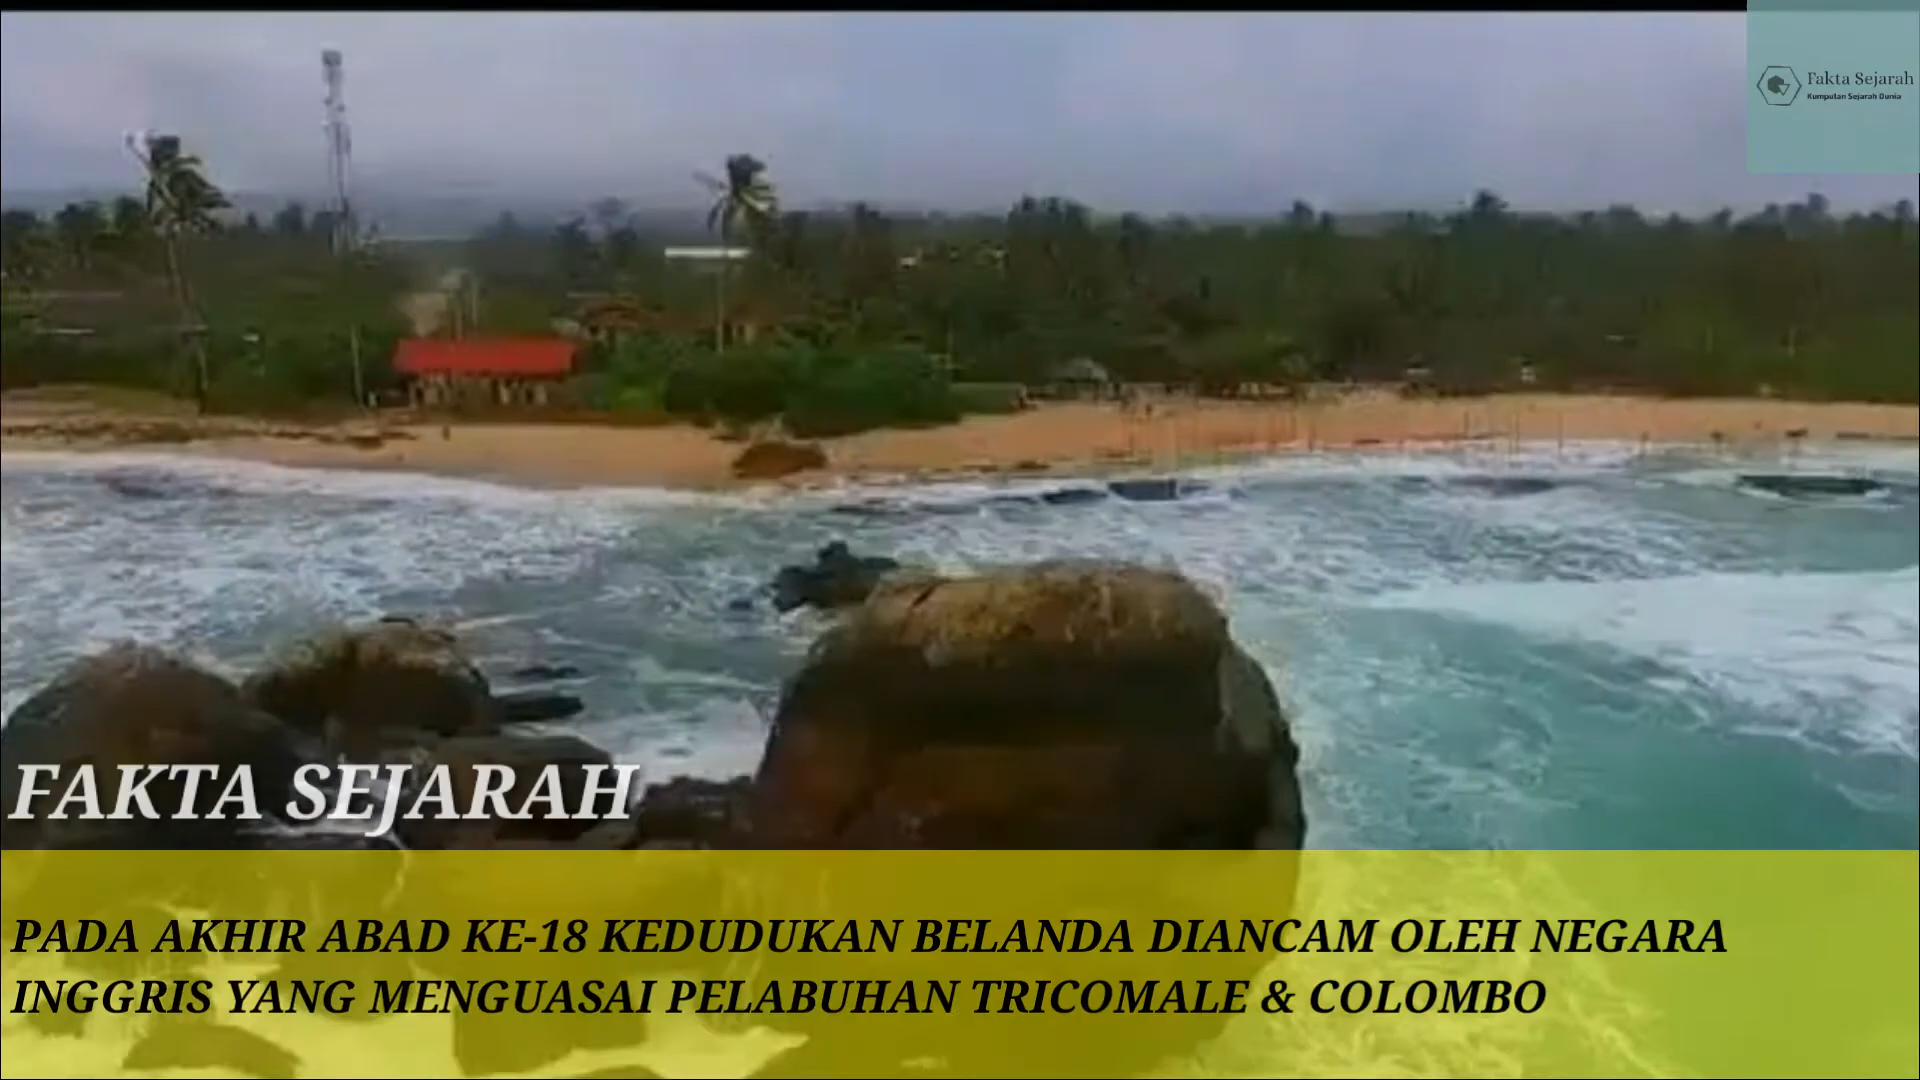 Fakta Sejarah
Kumpulan Sejarah Dunia
FAKTA SEJARAH
PADA AKHIR ABAD KE-18 KEDUDUKAN BELANDA DIANCAM OLEH NEGARA
INGGRIS YANG MENGUASAI PELABUHAN TRICOMALE & COLOMBO